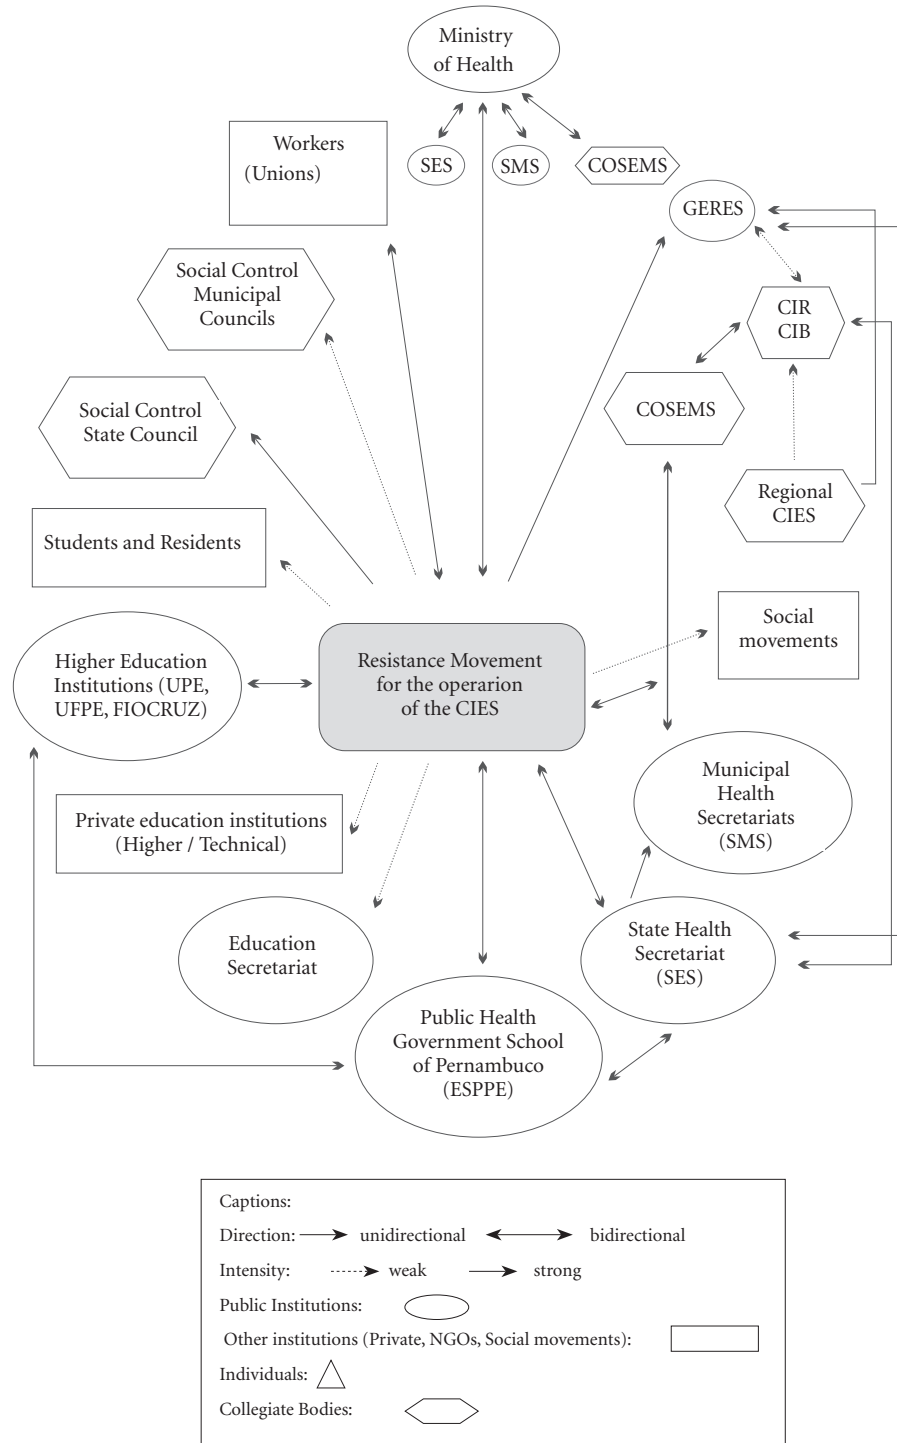 Ministry
of Health
Workers
(Unions)
SES
SMS
COSEMS
GERES
Social Control
Municipal
Councils
CIR
CIB
Social Control
State Council
COSEMS
Regional
CIES
Students and Residents
Social
movements
Higher Education
Institutions (UPE,
UFPE, FIOCRUZ)
Resistance Movement
for the operarion
of the CIES
Municipal
Health
Secretariats
(SMS)
Private education institutions
(Higher / Technical)
Education
Secretariat
State Health
Secretariat
(SES)
Public Health
Government School
of Pernambuco
(ESPPE)
Captions:
Direction: unidirectional bidirectional
Intensity: weak strong
Public Institutions:
Other institutions (Private, NGOs, Social movements):
Individuals:
Collegiate Bodies: